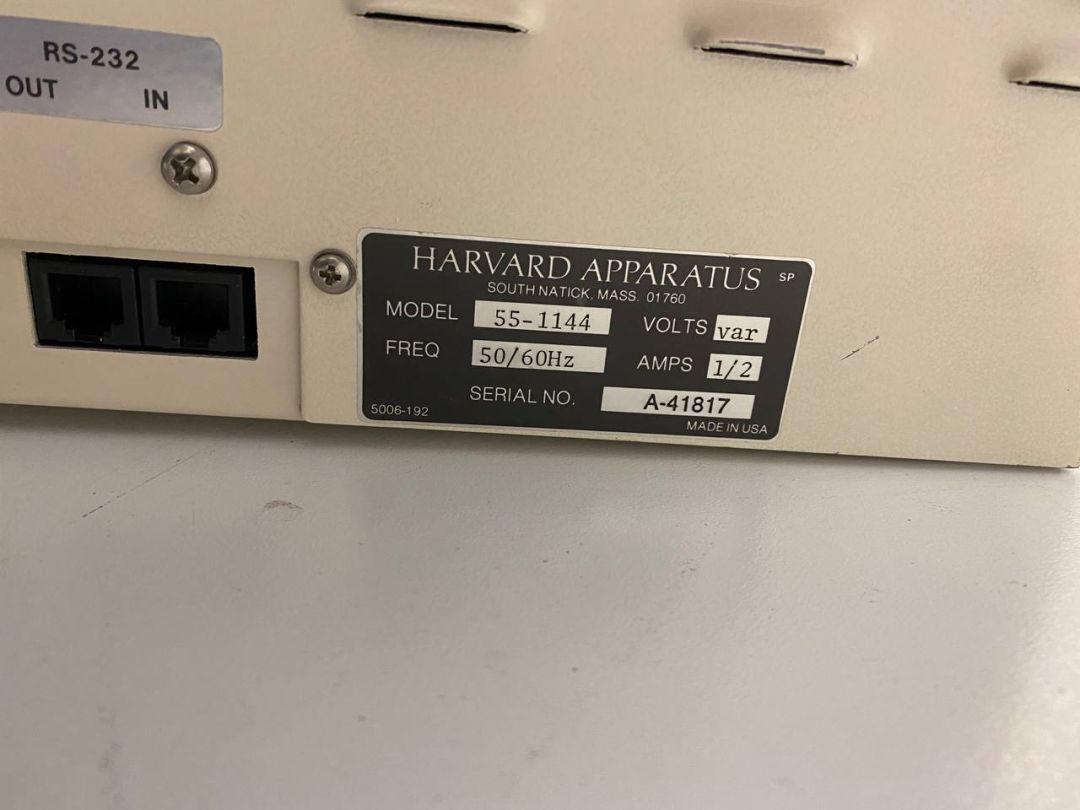 RS-232
OUT IN
HARVARD APPARATUS SP
SOUTH NATICK, MASS. 01760
MODEL 55-1144 VOLTS var
FREQ 50/60Hz AMPS 1/2
SERIAL NO. A-41817
5006-192 MADE IN USA